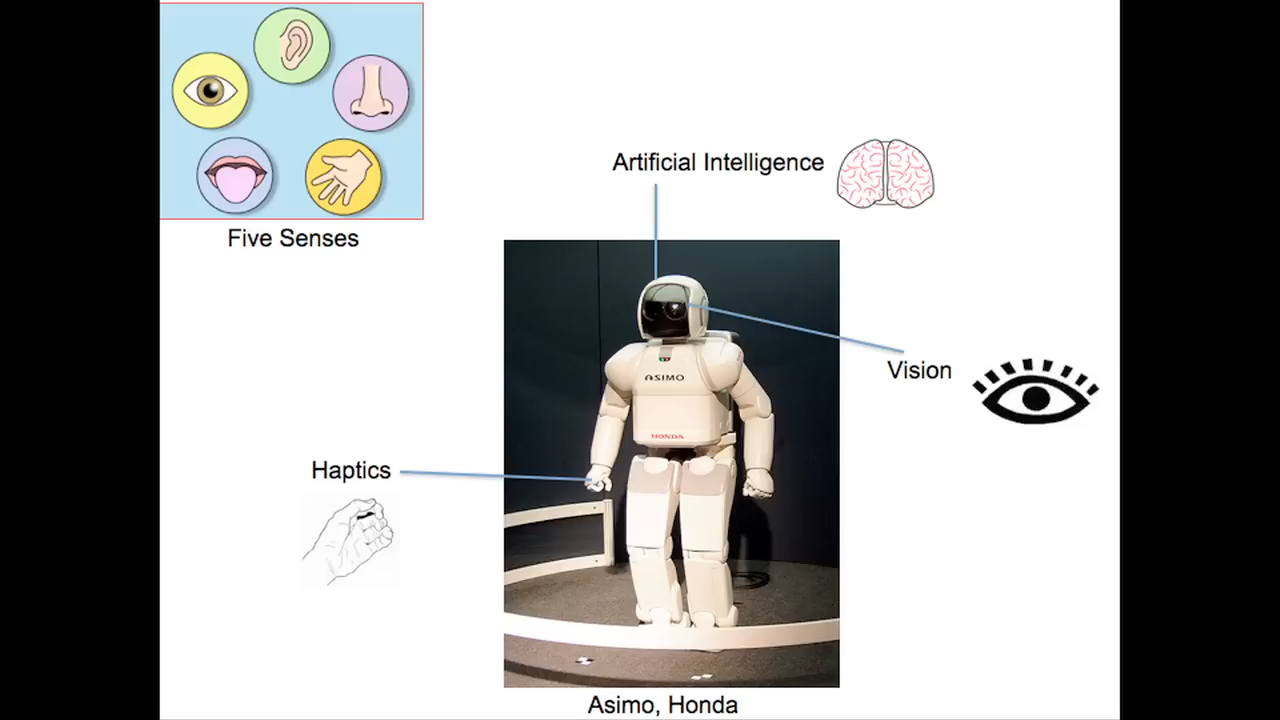 Five Senses
Artificial Intelligence
Vision
Haptics
ASIMO
HONDA
Asimo, Honda